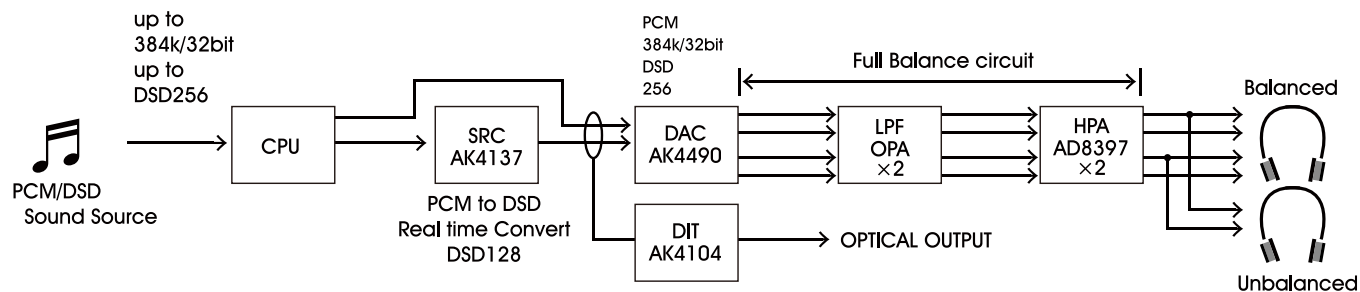 up to
384k/32bit
up to
DSD256
PCM/DSD
Sound Source
CPU
SRC
AK4137
PCM to DSD
Real time Convert
DSD128
PCM
384k/32bit
DSD
256
DAC
AK4490
DIT
AK4104
OPTICAL OUTPUT
Full Balance circuit
LPF
OPA
×2
HPA
AD8397
×2
Balanced
Unbalanced